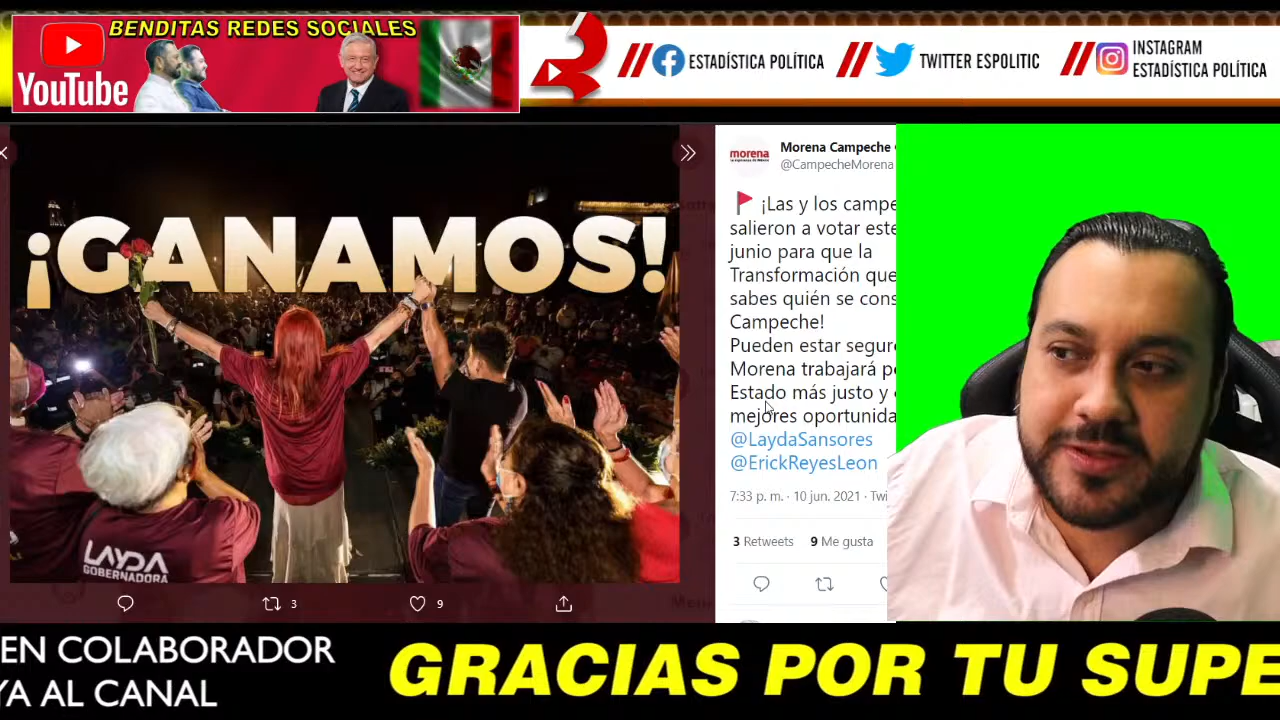 BENDITAS REDES SOCIALES
YouTube
ESTADÍSTICA POLÍTICA
TWITTER ESPOLITIC
INSTAGRAM
ESTADÍSTICA POLÍTICA
¡GANAMOS!
LAYDA
GOBERNADORA
3
9
morena
Morena Campeche
@CampecheMorena
¡Las y los campe
salieron a votar este
junio para que la
Transformación que
sabes quién se cons
Campeche!
Pueden estar segur
Morena trabajará p
Estado más justo y
mejores oportunida
@LaydaSansores
@ErickReyesLeon
7:33 p. m. · 10 jun. 2021 · Twi
3 Retweets 9 Me gusta
EN COLABORADOR
YA AL CANAL
GRACIAS POR TU SUPE